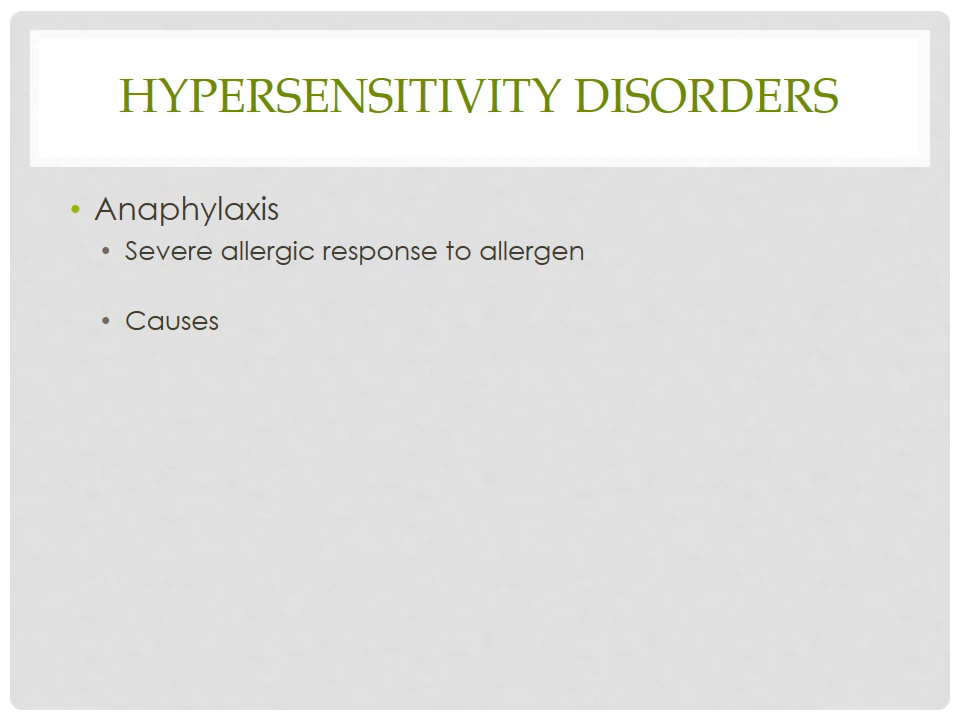 HYPERSENSITIVITY DISORDERS
• Anaphylaxis
• Severe allergic response to allergen
• Causes